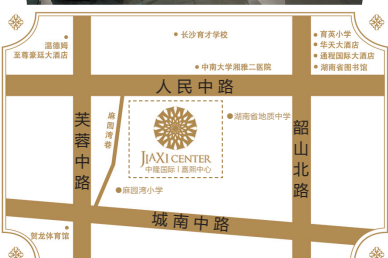 长沙育才学校
育英小学
华天大酒店
通程国际大酒店
湖南省图书馆
温德姆
至尊豪廷大酒店
中南大学湘雅二医院
人民中路
芙蓉中路
麻园湾巷
湖南省地质中学
韶山北路
JIAXI CENTER
中隆国际 | 嘉熙中心
麻园湾小学
城南中路
贺龙体育馆